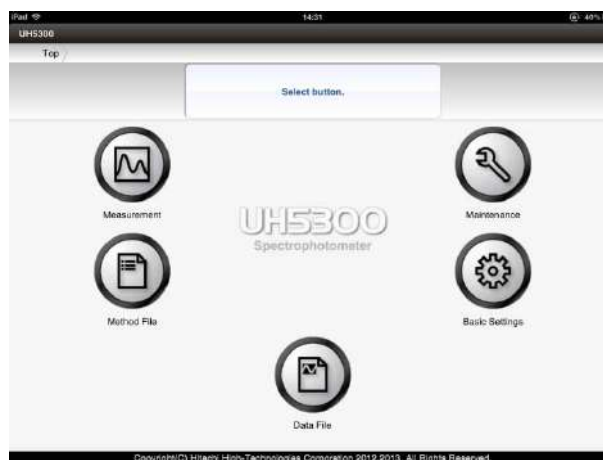 iPad 14:31 40%
UH5300
Top
Select button.
Measurement
Maintenance
UH5300
Spectrophotometer
Method File
Basic Settings
Data File
Copyright(C) Hitachi High-Technologies Corporation 2012,2013. All Rights Reserved.